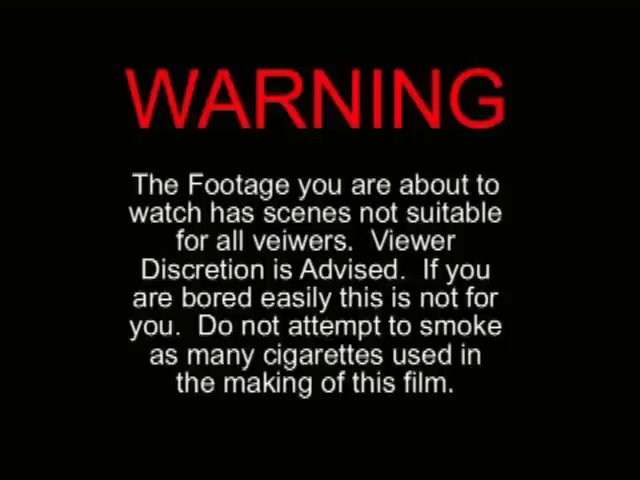 WARNING
The Footage you are about to
watch has scenes not suitable
for all veiwers.  Viewer
Discretion is Advised.  If you
are bored easily this is not for
you.  Do not attempt to smoke
as many cigarettes used in
the making of this film.